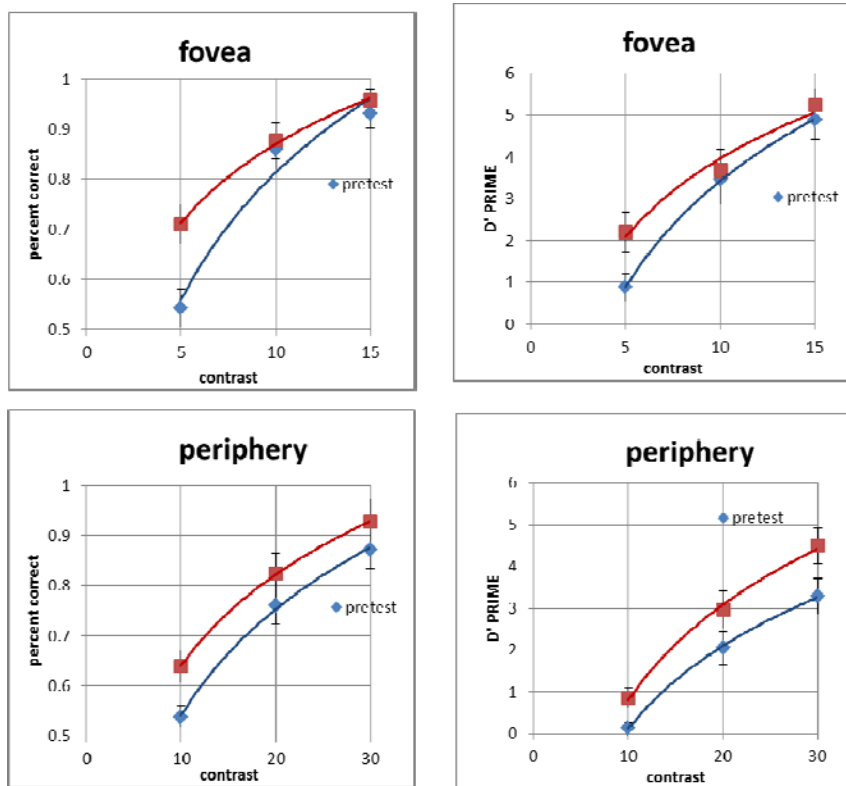 fovea
percent correct
1
0.9
0.8
0.7
0.6
0.5
0 5 10 15
contrast
pretest
fovea
D' PRIME
6
5
4
3
2
1
0
0 5 10 15
contrast
pretest
periphery
percent correct
1
0.9
0.8
0.7
0.6
0.5
0 10 20 30
contrast
pretest
periphery
D' PRIME
6
5
4
3
2
1
0
0 10 20 30
contrast
pretest